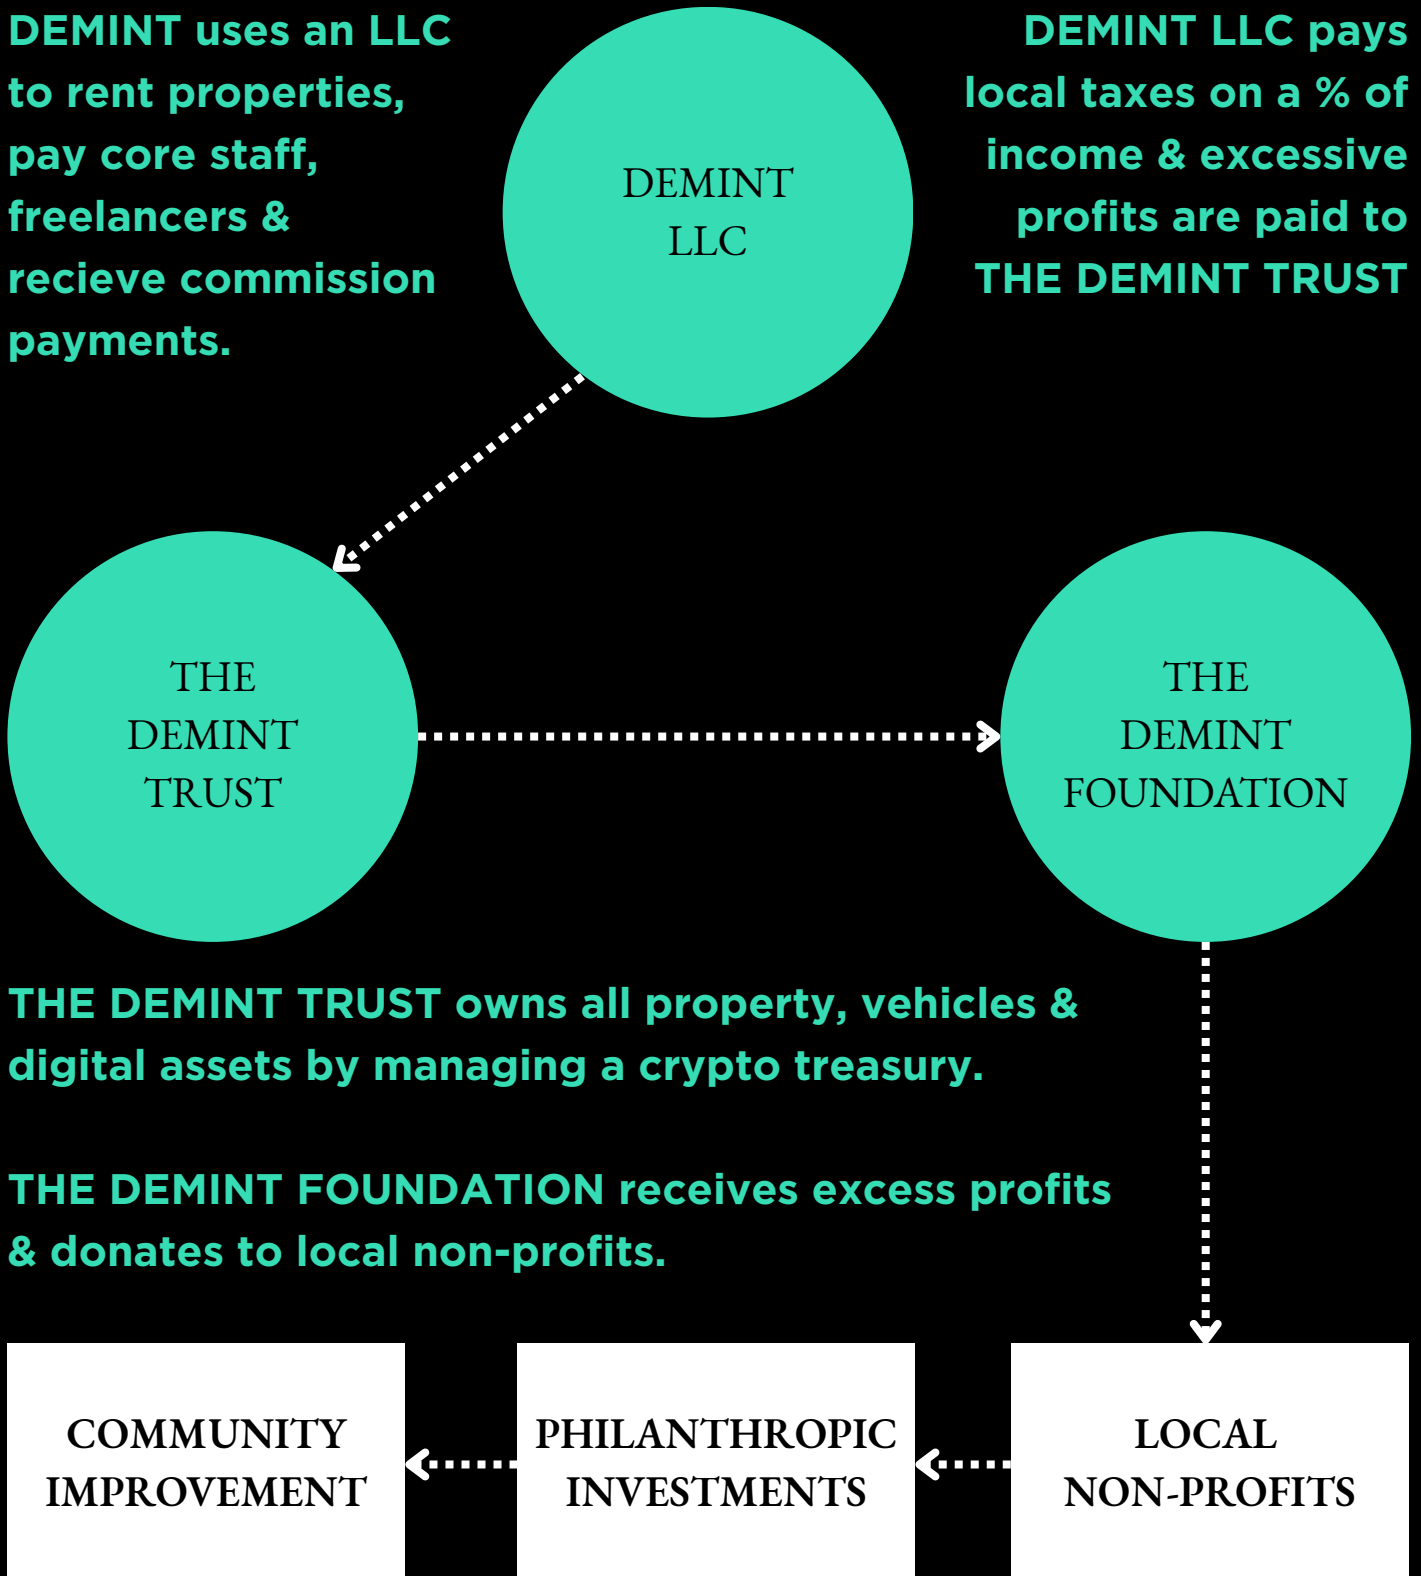 DEMINT uses an LLC
to rent properties,
pay core staff,
freelancers &
recieve commission
payments.
DEMINT
LLC
DEMINT LLC pays
local taxes on a % of
income & excessive
profits are paid to
THE DEMINT TRUST
THE
DEMINT
TRUST
THE
DEMINT
FOUNDATION
THE DEMINT TRUST owns all property, vehicles &
digital assets by managing a crypto treasury.
THE DEMINT FOUNDATION receives excess profits
& donates to local non-profits.
COMMUNITY
IMPROVEMENT
PHILANTHROPIC
INVESTMENTS
LOCAL
NON-PROFITS